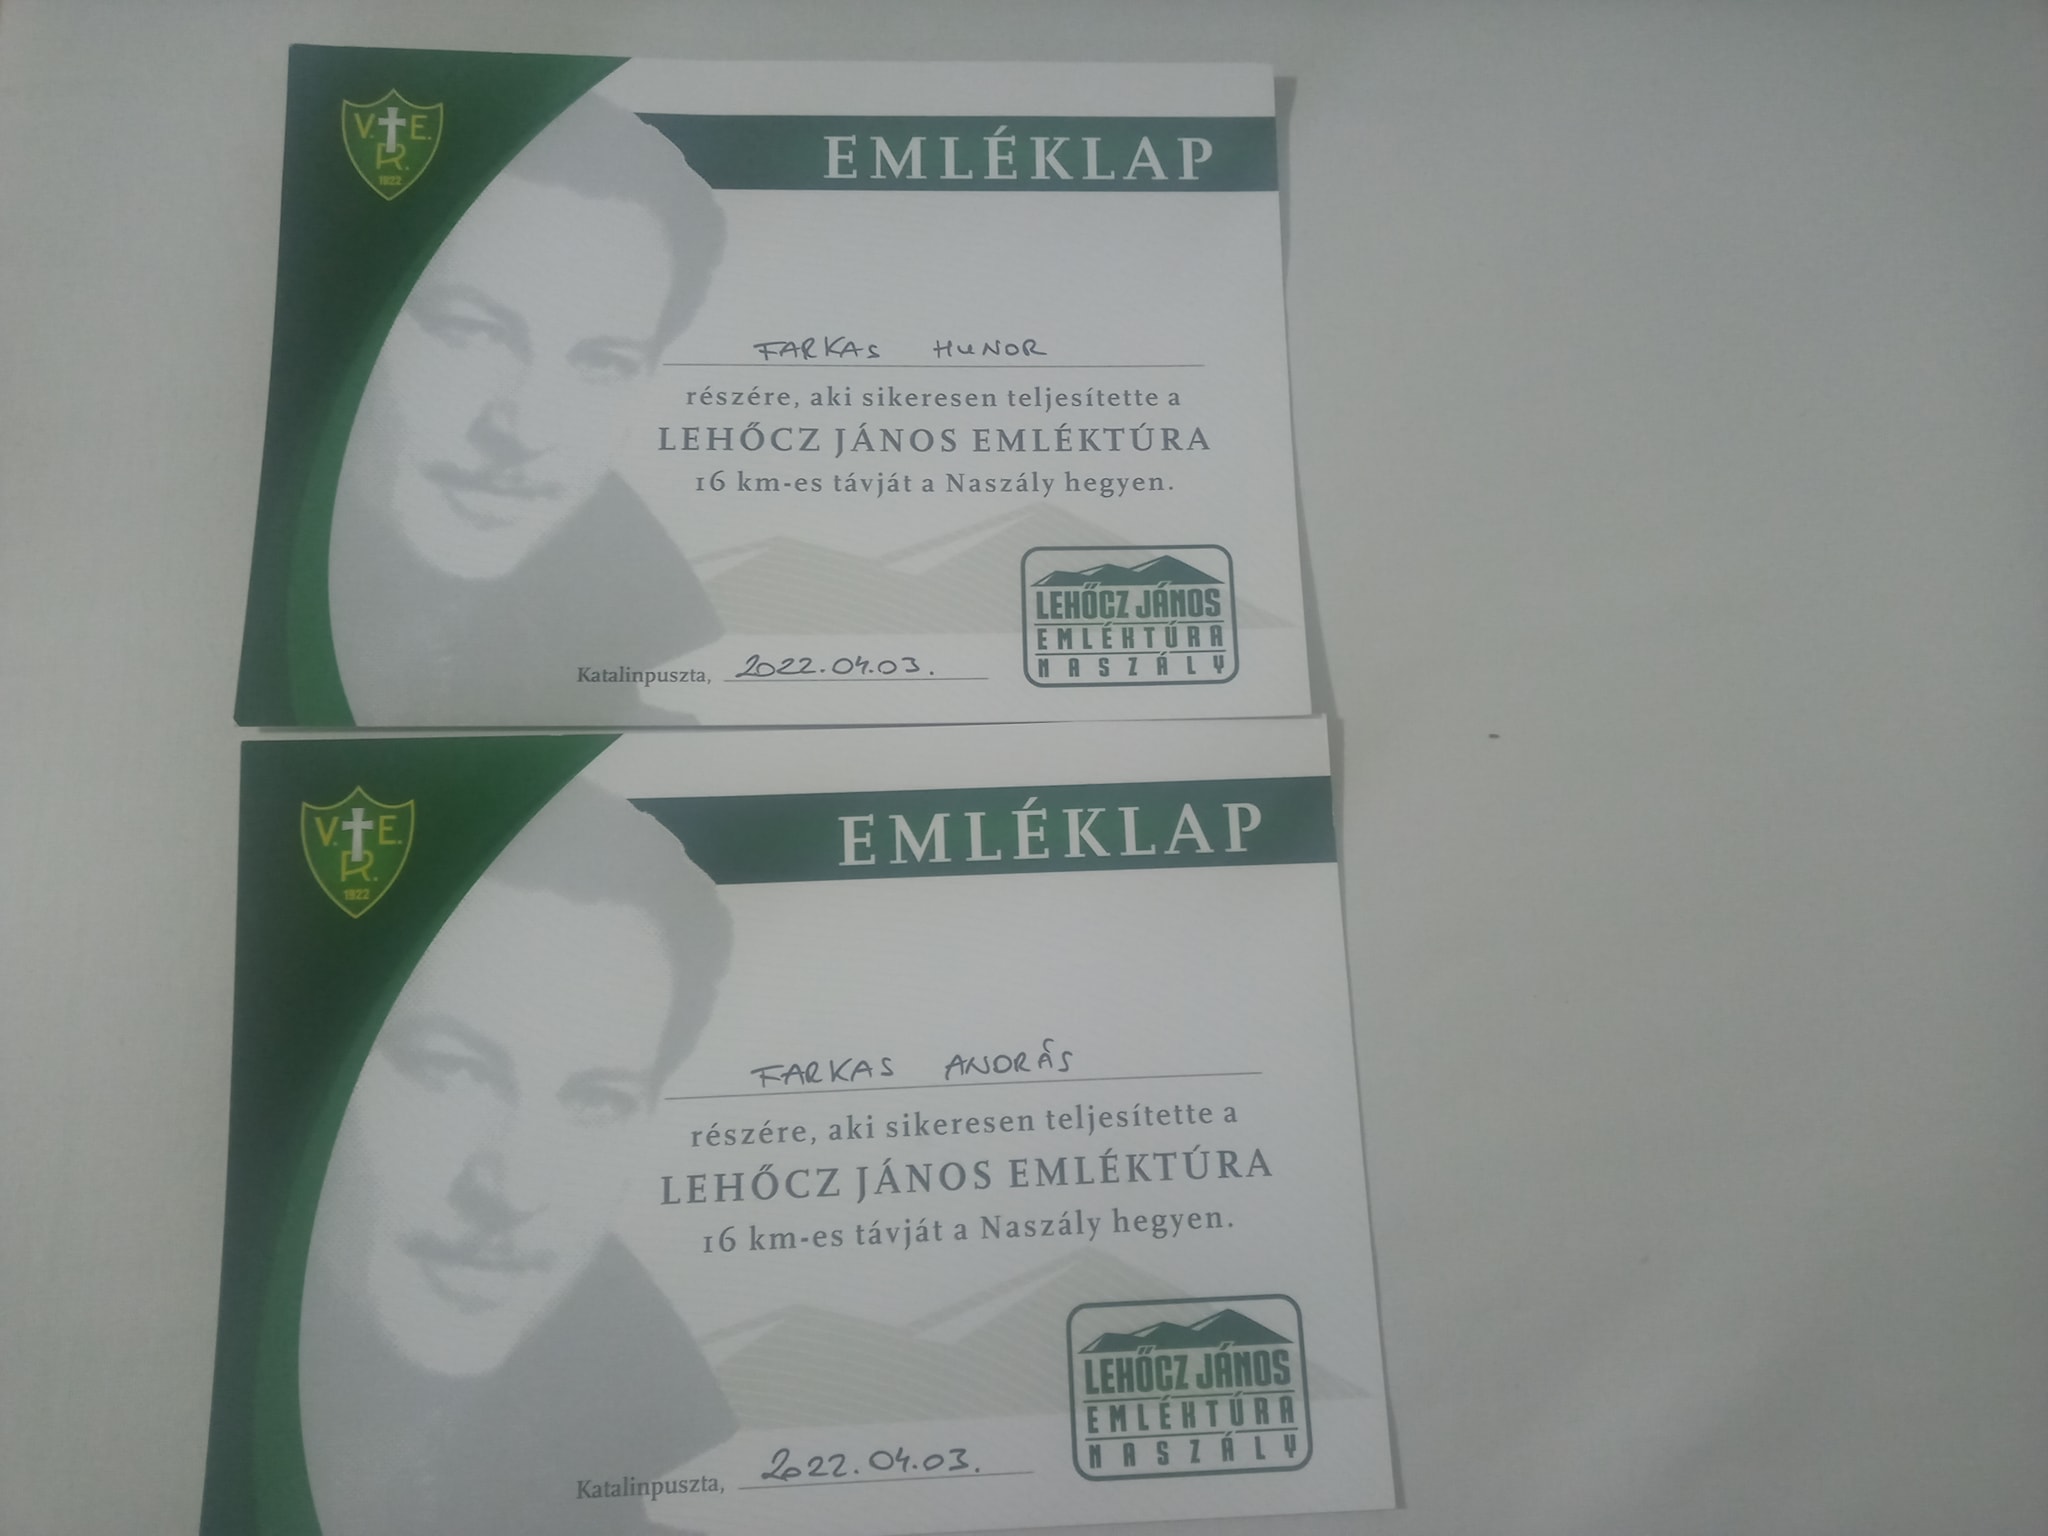 V. E.
R.
1922
EMLÉKLAP
FARKAS HUNOR
részére, aki sikeresen teljesítette a
LEHŐCZ JÁNOS EMLÉKTÚRA
16 km-es távját a Naszály hegyen.
LEHŐCZ JÁNOS
EMLÉKTÚRA
NASZÁLY
Katalinpuszta, 2022.04.03.
V. E.
R.
1922
EMLÉKLAP
FARKAS ANDRÁS
részére, aki sikeresen teljesítette a
LEHŐCZ JÁNOS EMLÉKTÚRA
16 km-es távját a Naszály hegyen.
LEHŐCZ JÁNOS
EMLÉKTÚRA
NASZÁLY
Katalinpuszta, 2022.04.03.